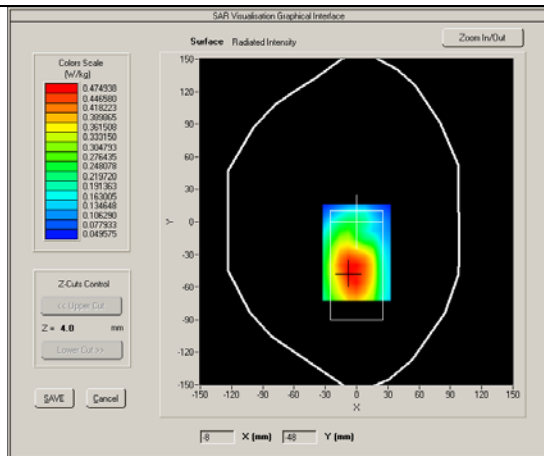 SAR Visualisation Graphical Interface
Surface Radiated Intensity
Zoom In/Out
Colors Scale
(W/kg)
0.474938
0.446580
0.418223
0.389865
0.361508
0.333150
0.304793
0.276435
0.248078
0.219720
0.191363
0.163005
0.134648
0.106290
0.077933
0.049575
Z-Cuts Control
<< Upper Cut
Z = 4.0 mm
Lower Cut >>
SAVE Cancel
150
120
90
60
30
0
-30
-60
-90
-120
-150
Y
-150 -120 -90 -60 -30 0 30 60 90 120 150
X
-8 X (mm) -48 Y (mm)